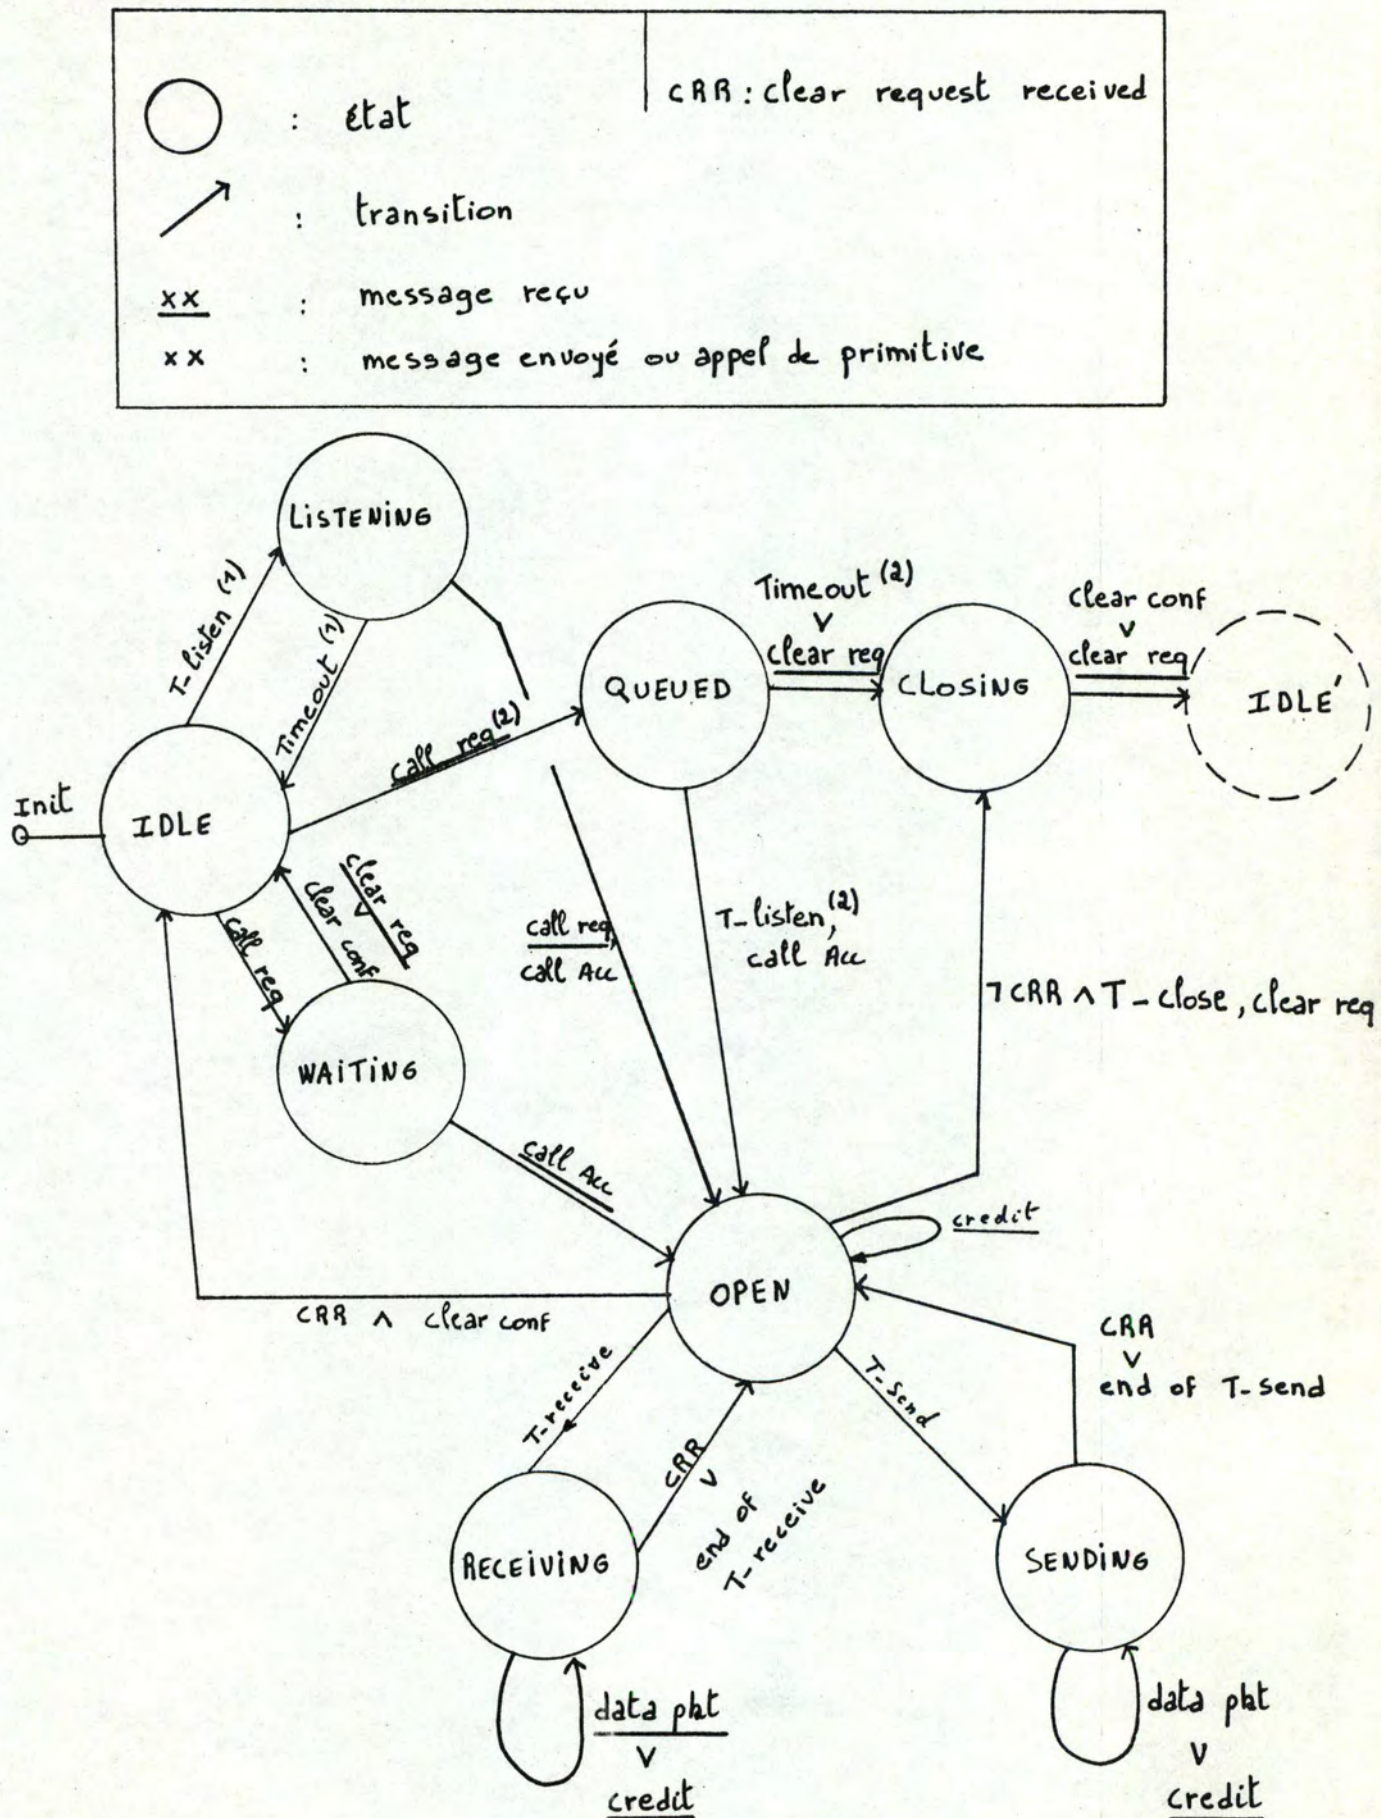 : état
CRR: clear request received
: transition
xx : message reçu
xx : message envoyé ou appel de primitive
LISTENING
T-listen (1)
Timeout (1)
Timeout (2)
v
clear req
clear conf
v
clear req
QUEUED
CLOSING
IDLE'
call req (2)
Init
IDLE
clear req
v
clear conf
call req
call req,
call Acc
T-listen, (2)
call Acc
¬CRR ∧ T-close, clear req
WAITING
call Acc
credit
OPEN
CRR ∧ clear conf
CRR
v
end of T-send
T-receive
T-send
CRR
v
end of
T-receive
RECEIVING
SENDING
data pkt
v
credit
data pkt
v
credit